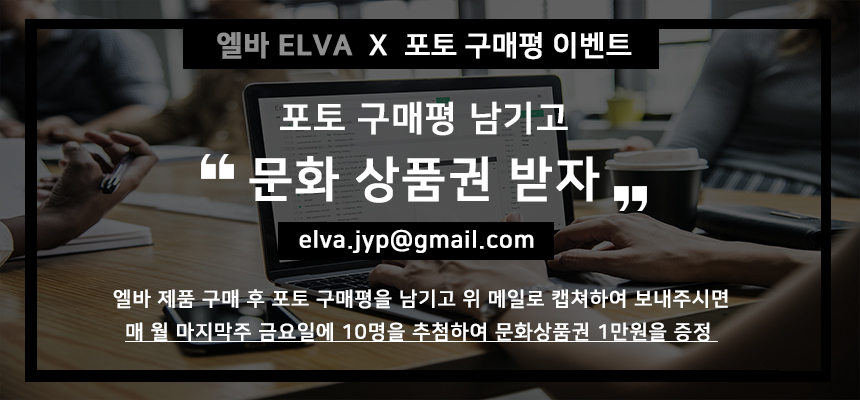 엘바 ELVA X 포토 구매평 이벤트
포토 구매평 남기고
“ 문화 상품권 받자 ”
elva.jyp@gmail.com
엘바 제품 구매 후 포토 구매평을 남기고 위 메일로 캡쳐하여 보내주시면
매 월 마지막주 금요일에 10명을 추첨하여 문화상품권 1만원을 증정